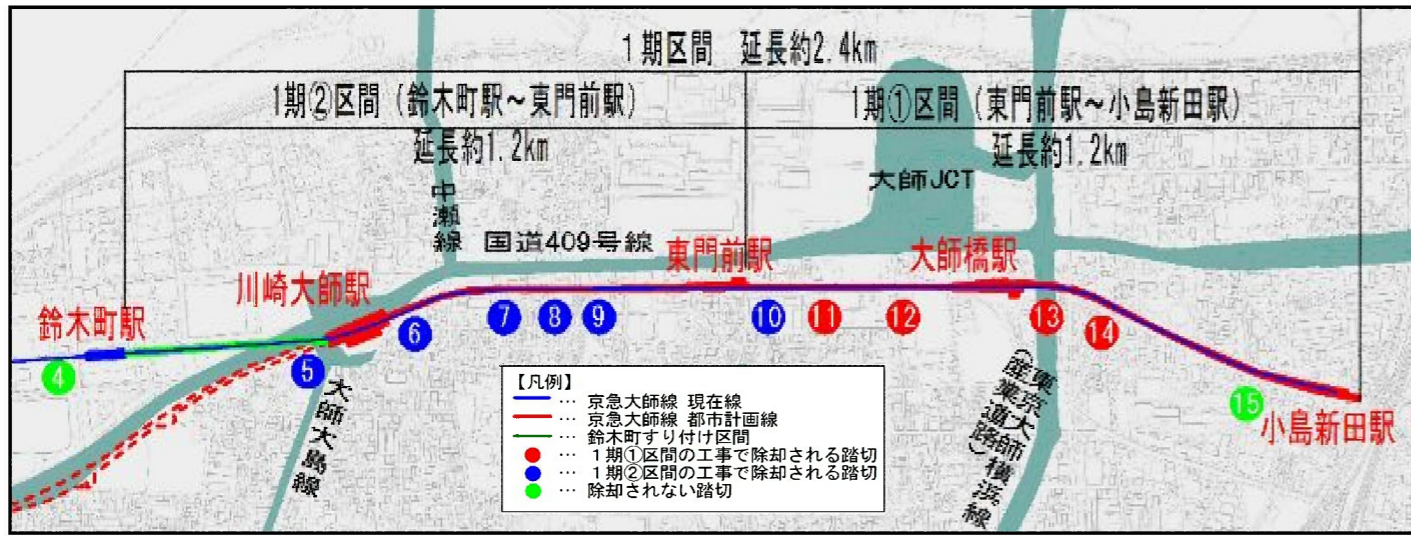 1期区間 延長約2.4km
1期②区間 (鈴木町駅～東門前駅)
1期①区間 (東門前駅～小島新田駅)
延長約1.2km
延長約1.2km
大師JCT
中瀬線
国道409号線
東門前駅
大師橋駅
川崎大師駅
鈴木町駅
4
5
6
7
8
9
10
11
12
13
14
15
大師大島線
東京大師横浜線
(産業道路)
小島新田駅
【凡例】
… 京急大師線 現在線
… 京急大師線 都市計画線
… 鈴木町すり付け区間
… 1期①区間の工事で除却される踏切
… 1期②区間の工事で除却される踏切
… 除却されない踏切